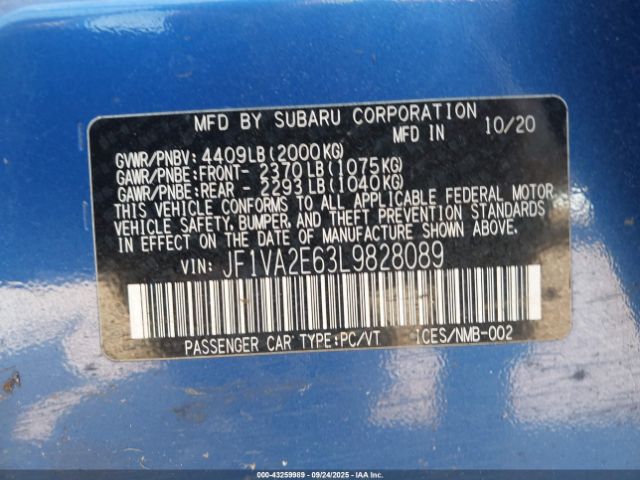 MFD BY SUBARU CORPORATION
MFD IN 10/20
GVWR/PNBV: 4409LB(2000KG)
GAWR/PNBE:FRONT- 2370LB(1075KG)
GAWR/PNBE:REAR - 2293LB(1040KG)
THIS VEHICLE CONFORMS TO ALL APPLICABLE FEDERAL MOTOR
VEHICLE SAFETY, BUMPER, AND THEFT PREVENTION STANDARDS
IN EFFECT ON THE DATE OF MANUFACTURE SHOWN ABOVE.
VIN: JF1VA2E63L9828089
PASSENGER CAR TYPE:PC/VT ICES/NMB-002
000-43259989 - 09/24/2025 - IAAI.COM